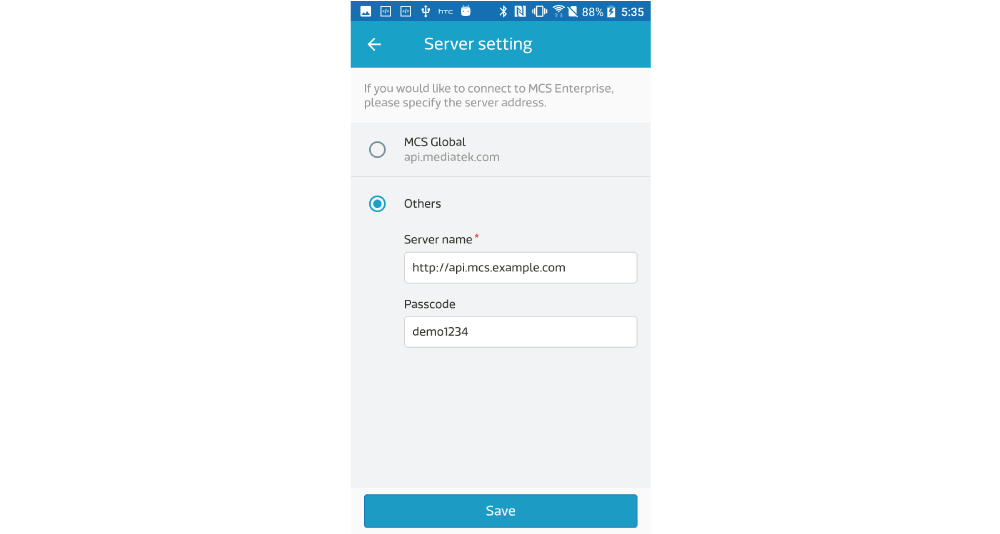 htc 88% 5:35
Server setting
If you would like to connect to MCS Enterprise,
please specify the server address.
MCS Global
api.mediatek.com
Others
Server name*
http://api.mcs.example.com
Passcode
demo1234
Save